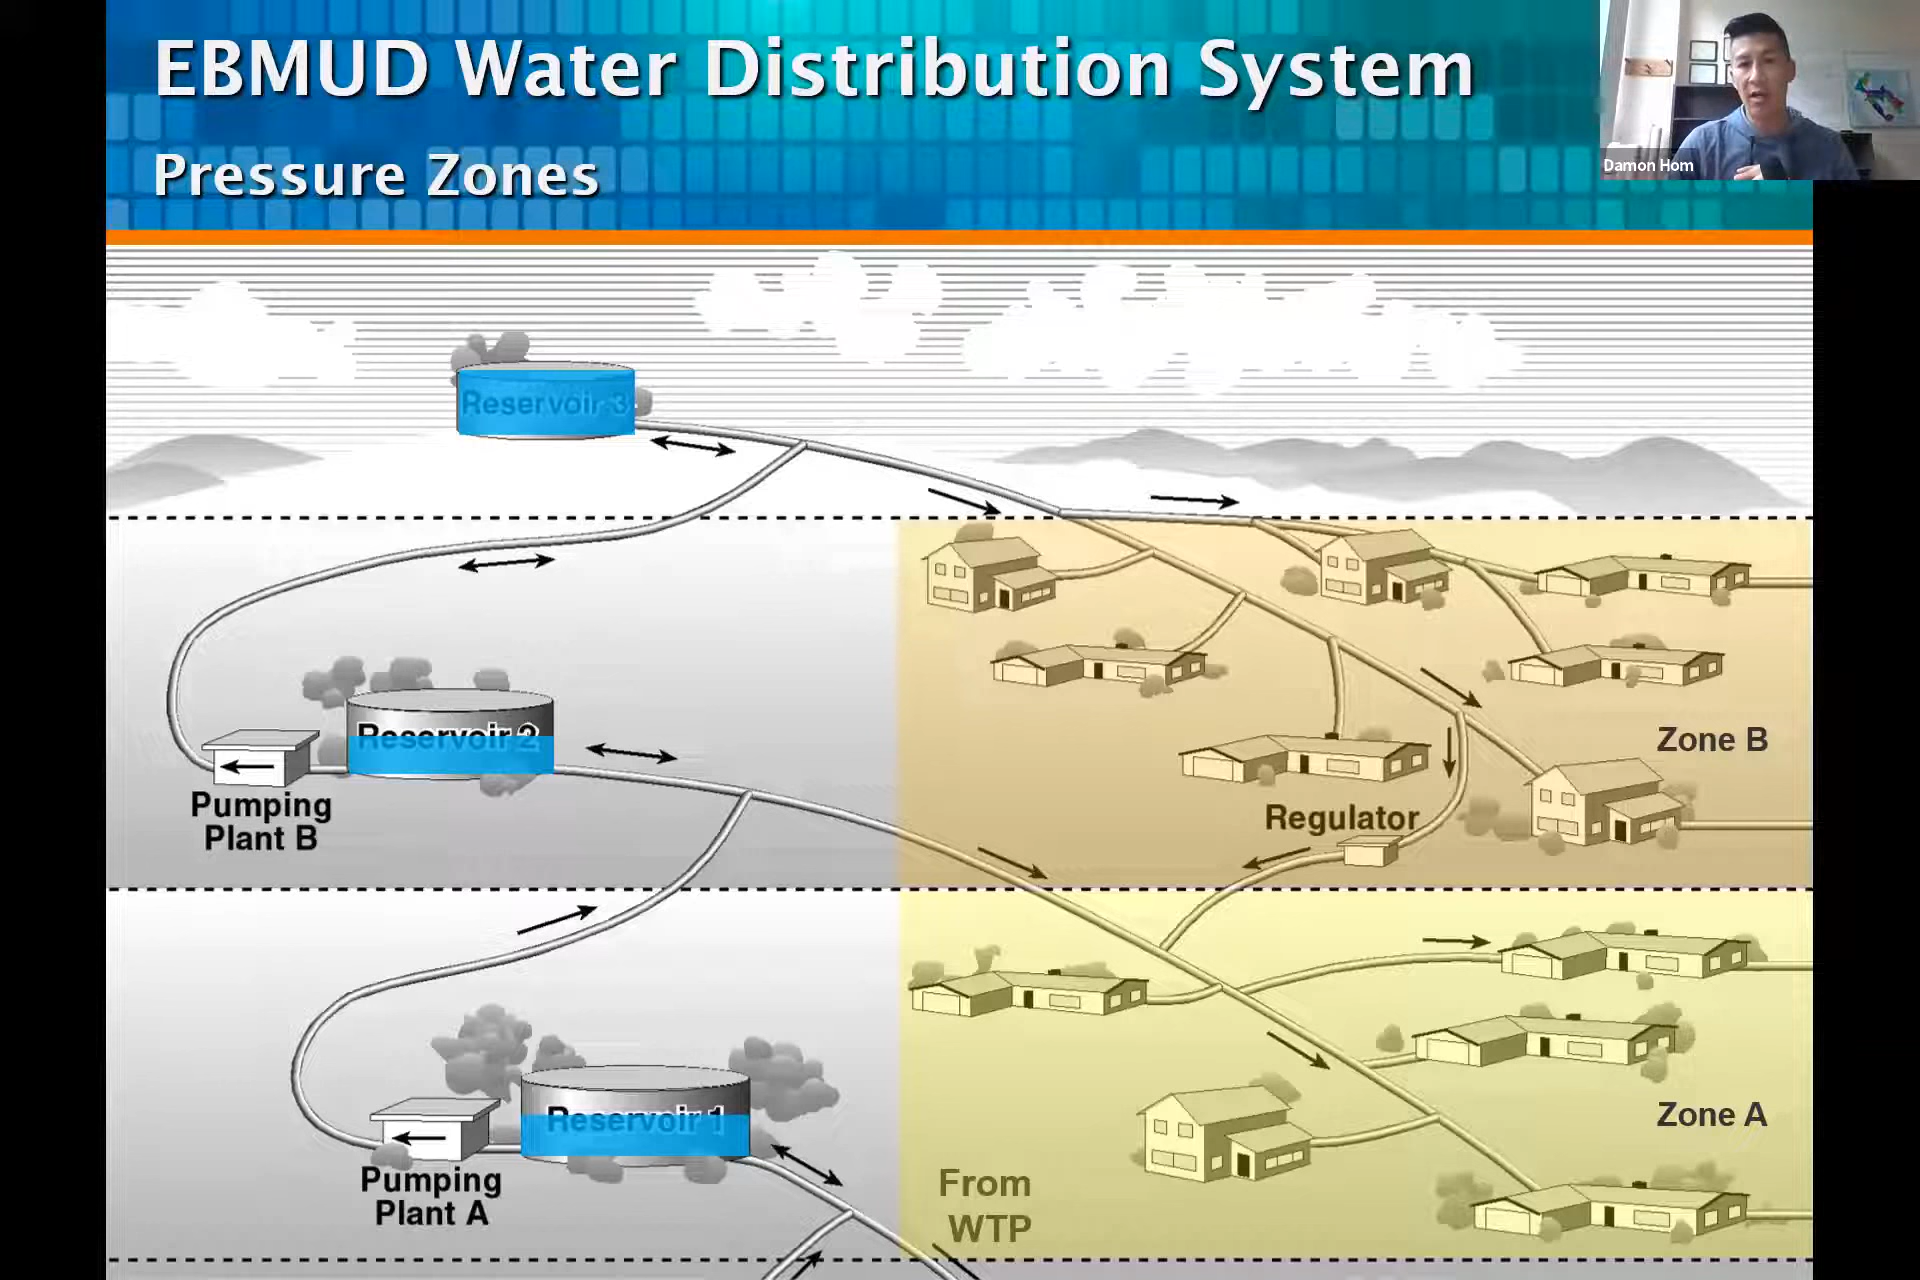 EBMUD Water Distribution System
Pressure Zones
Damon Hom
Reservoir 3
Reservoir 2
Zone B
Pumping
Plant B
Regulator
Reservoir 1
Zone A
Pumping
Plant A
From
WTP